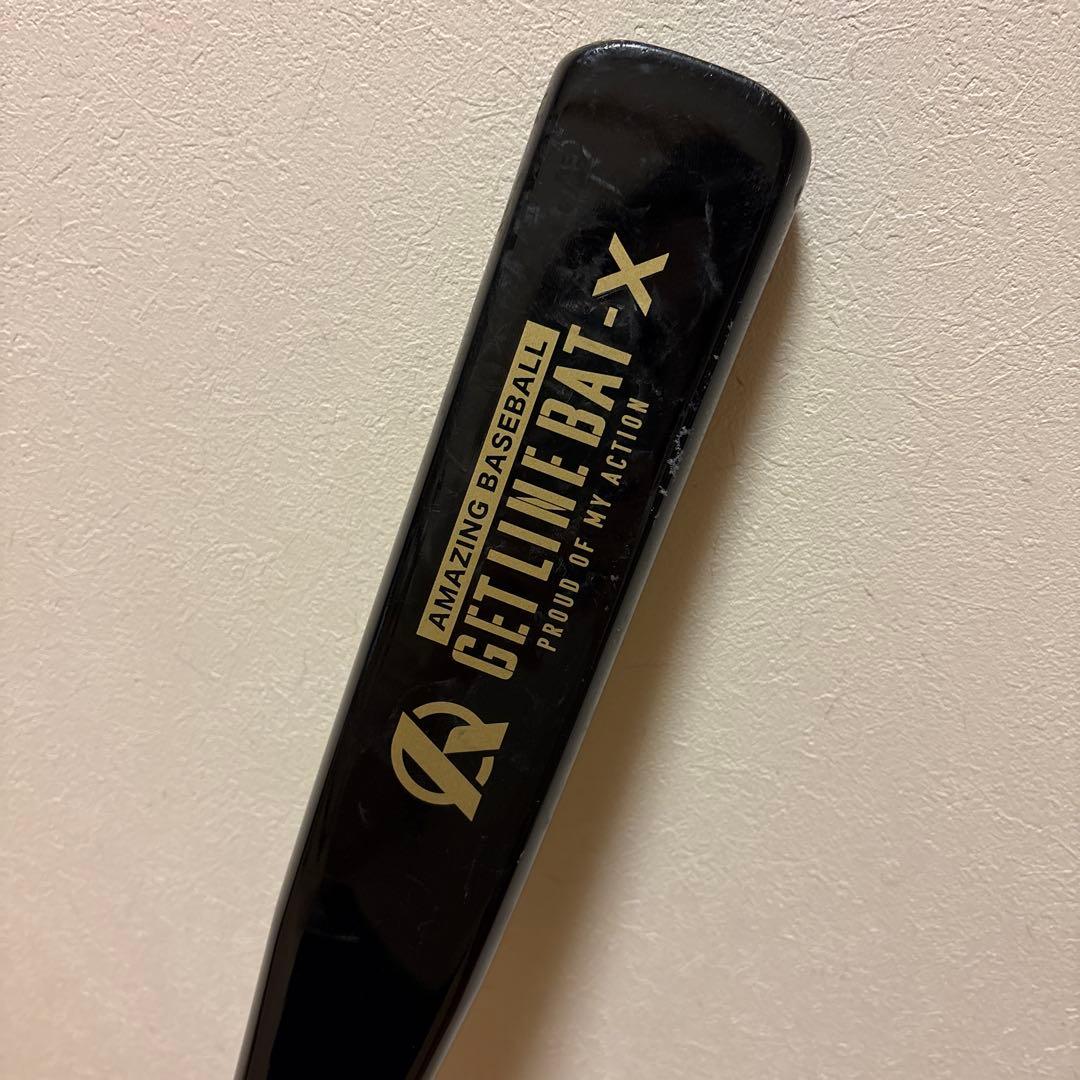 AMAZING BASEBALL
GETLINE BAT-X
PROUD OF MY ACTION